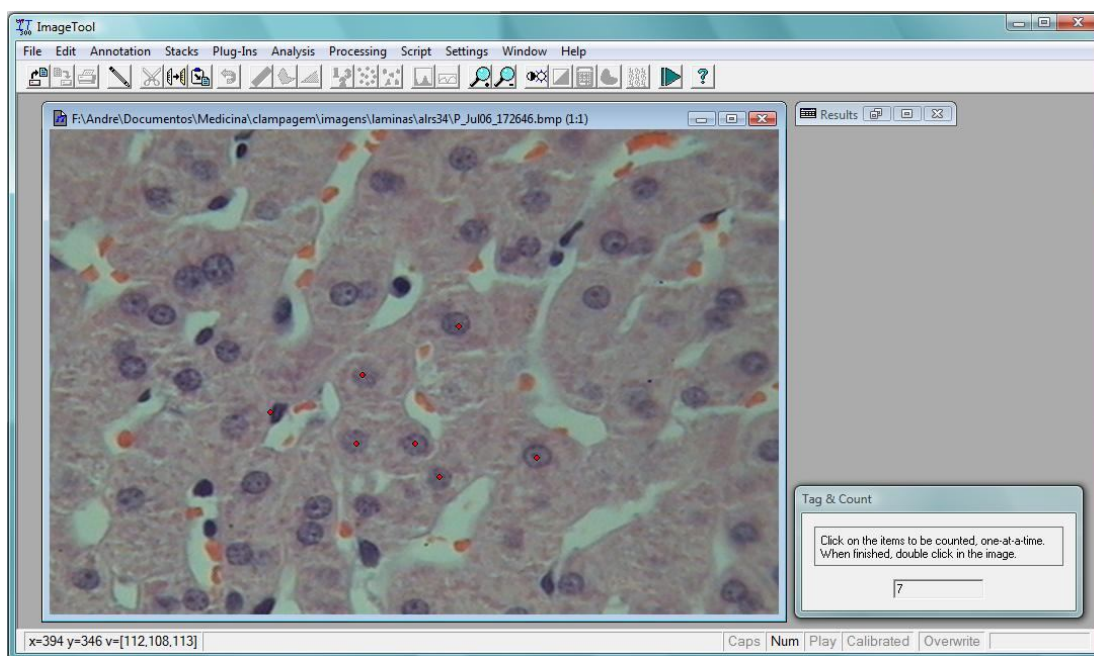 ImageTool
File Edit Annotation Stacks Plug-Ins Analysis Processing Script Settings Window Help
F:\Andre\Documentos\Medicina\clampagem\imagens\laminas\alrs34\P_Jul06_172646.bmp (1:1)
Results
Tag & Count
Click on the items to be counted, one-at-a-time.
When finished, double click in the image.
7
x=394 y=346 v=[112,108,113]
Caps Num Play Calibrated Overwrite